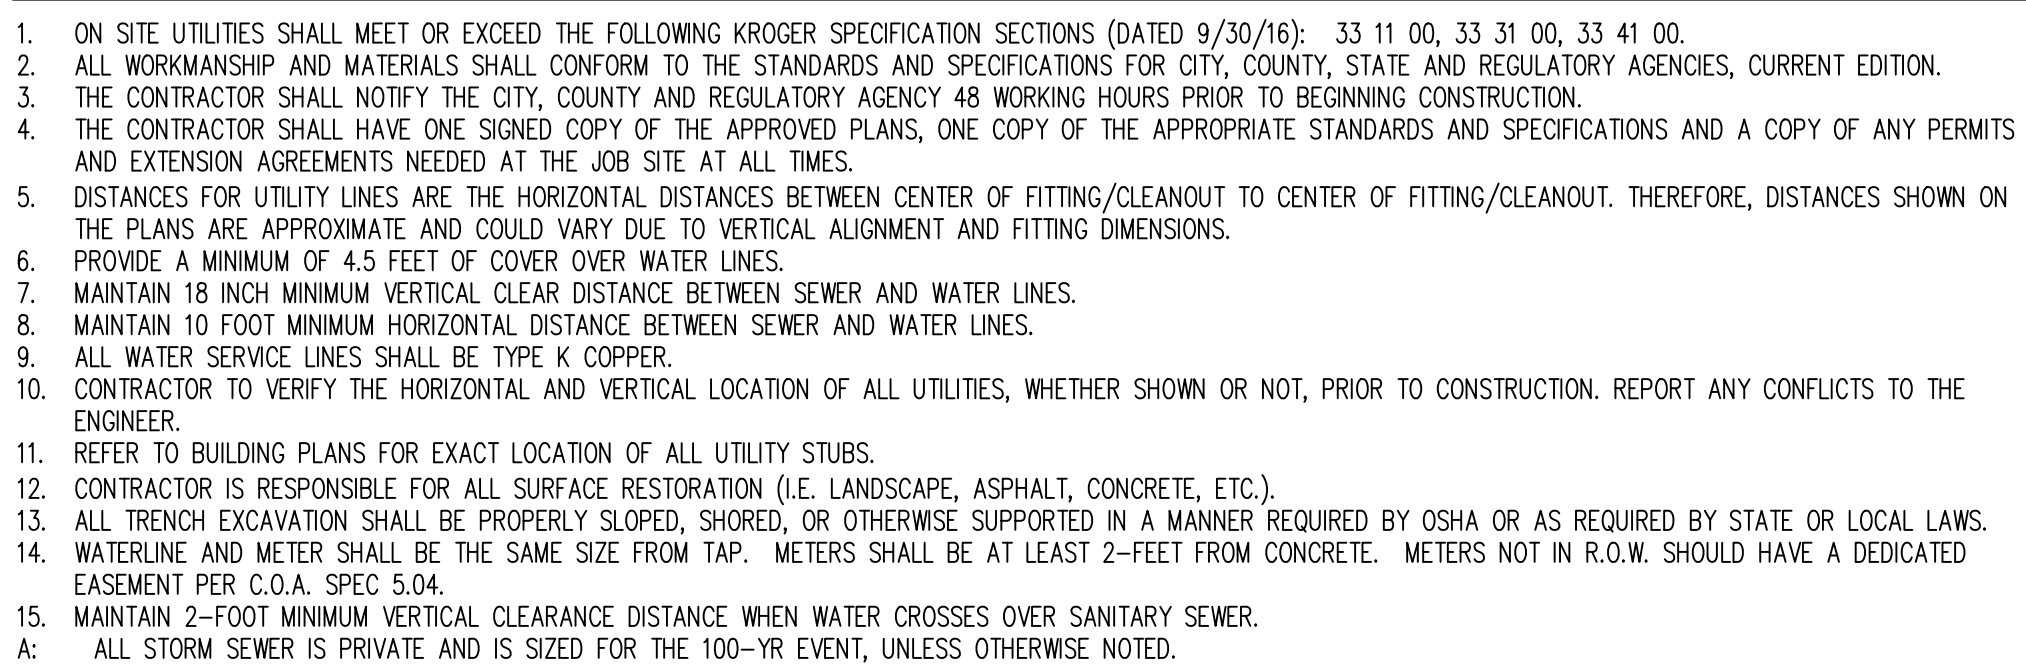 1. ON SITE UTILITIES SHALL MEET OR EXCEED THE FOLLOWING KROGER SPECIFICATION SECTIONS (DATED 9/30/16): 33 11 00, 33 31 00, 33 41 00.
2. ALL WORKMANSHIP AND MATERIALS SHALL CONFORM TO THE STANDARDS AND SPECIFICATIONS FOR CITY, COUNTY, STATE AND REGULATORY AGENCIES, CURRENT EDITION.
3. THE CONTRACTOR SHALL NOTIFY THE CITY, COUNTY AND REGULATORY AGENCY 48 WORKING HOURS PRIOR TO BEGINNING CONSTRUCTION.
4. THE CONTRACTOR SHALL HAVE ONE SIGNED COPY OF THE APPROVED PLANS, ONE COPY OF THE APPROPRIATE STANDARDS AND SPECIFICATIONS AND A COPY OF ANY PERMITS
AND EXTENSION AGREEMENTS NEEDED AT THE JOB SITE AT ALL TIMES.
5. DISTANCES FOR UTILITY LINES ARE THE HORIZONTAL DISTANCES BETWEEN CENTER OF FITTING/CLEANOUT TO CENTER OF FITTING/CLEANOUT. THEREFORE, DISTANCES SHOWN ON
THE PLANS ARE APPROXIMATE AND COULD VARY DUE TO VERTICAL ALIGNMENT AND FITTING DIMENSIONS.
6. PROVIDE A MINIMUM OF 4.5 FEET OF COVER OVER WATER LINES.
7. MAINTAIN 18 INCH MINIMUM VERTICAL CLEAR DISTANCE BETWEEN SEWER AND WATER LINES.
8. MAINTAIN 10 FOOT MINIMUM HORIZONTAL DISTANCE BETWEEN SEWER AND WATER LINES.
9. ALL WATER SERVICE LINES SHALL BE TYPE K COPPER.
10. CONTRACTOR TO VERIFY THE HORIZONTAL AND VERTICAL LOCATION OF ALL UTILITIES, WHETHER SHOWN OR NOT, PRIOR TO CONSTRUCTION. REPORT ANY CONFLICTS TO THE
ENGINEER.
11. REFER TO BUILDING PLANS FOR EXACT LOCATION OF ALL UTILITY STUBS.
12. CONTRACTOR IS RESPONSIBLE FOR ALL SURFACE RESTORATION (I.E. LANDSCAPE, ASPHALT, CONCRETE, ETC.).
13. ALL TRENCH EXCAVATION SHALL BE PROPERLY SLOPED, SHORED, OR OTHERWISE SUPPORTED IN A MANNER REQUIRED BY OSHA OR AS REQUIRED BY STATE OR LOCAL LAWS.
14. WATERLINE AND METER SHALL BE THE SAME SIZE FROM TAP. METERS SHALL BE AT LEAST 2-FEET FROM CONCRETE. METERS NOT IN R.O.W. SHOULD HAVE A DEDICATED
EASEMENT PER C.O.A. SPEC 5.04.
15. MAINTAIN 2-FOOT MINIMUM VERTICAL CLEARANCE DISTANCE WHEN WATER CROSSES OVER SANITARY SEWER.
A: ALL STORM SEWER IS PRIVATE AND IS SIZED FOR THE 100-YR EVENT, UNLESS OTHERWISE NOTED.